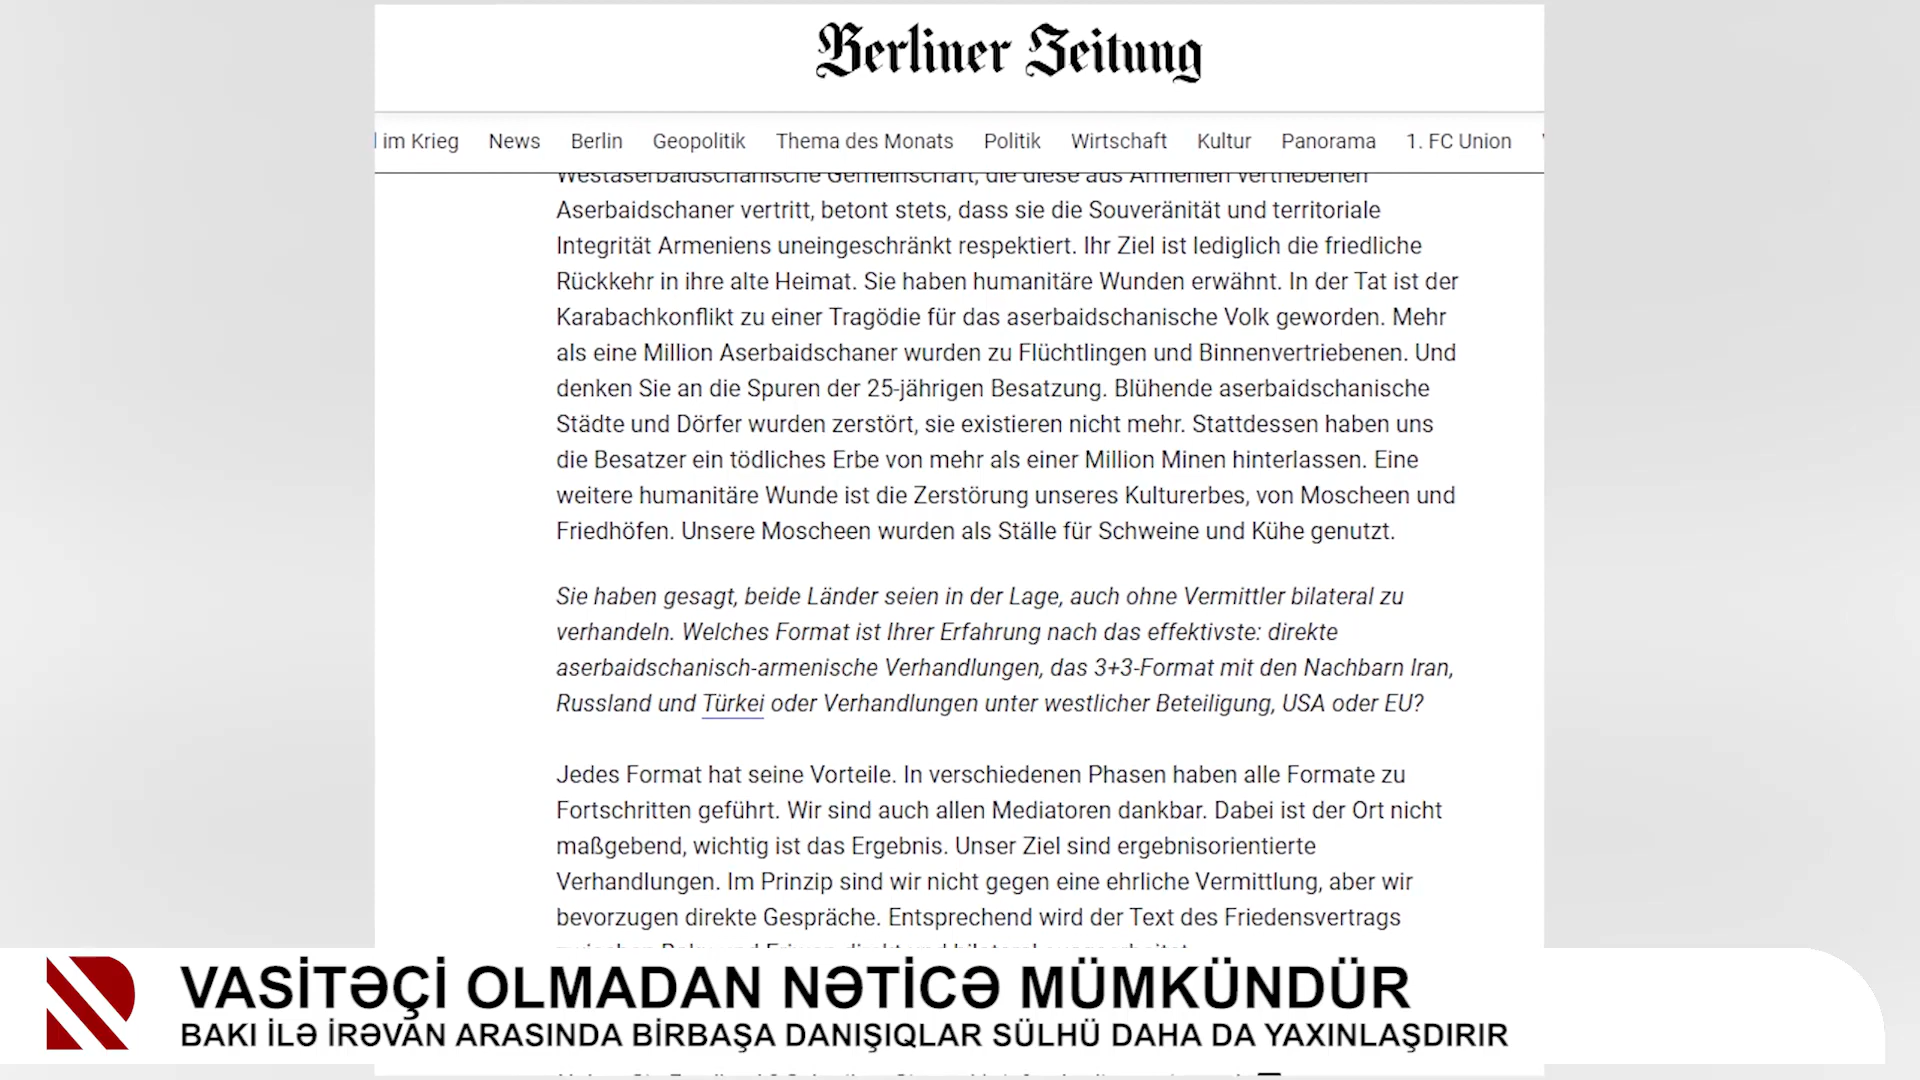 Berliner Zeitung
im Krieg News Berlin Geopolitik Thema des Monats Politik Wirtschaft Kultur Panorama 1. FC Union
Westaserbaidschanische Gemeinschaft, die diese aus Armenien vertriebenen
Aserbaidschaner vertritt, betont stets, dass sie die Souveränität und territoriale
Integrität Armeniens uneingeschränkt respektiert. Ihr Ziel ist lediglich die friedliche
Rückkehr in ihre alte Heimat. Sie haben humanitäre Wunden erwähnt. In der Tat ist der
Karabachkonflikt zu einer Tragödie für das aserbaidschanische Volk geworden. Mehr
als eine Million Aserbaidschaner wurden zu Flüchtlingen und Binnenvertriebenen. Und
denken Sie an die Spuren der 25-jährigen Besatzung. Blühende aserbaidschanische
Städte und Dörfer wurden zerstört, sie existieren nicht mehr. Stattdessen haben uns
die Besatzer ein tödliches Erbe von mehr als einer Million Minen hinterlassen. Eine
weitere humanitäre Wunde ist die Zerstörung unseres Kulturerbes, von Moscheen und
Friedhöfen. Unsere Moscheen wurden als Ställe für Schweine und Kühe genutzt.
Sie haben gesagt, beide Länder seien in der Lage, auch ohne Vermittler bilateral zu
verhandeln. Welches Format ist Ihrer Erfahrung nach das effektivste: direkte
aserbaidschanisch-armenische Verhandlungen, das 3+3-Format mit den Nachbarn Iran,
Russland und Türkei oder Verhandlungen unter westlicher Beteiligung, USA oder EU?
Jedes Format hat seine Vorteile. In verschiedenen Phasen haben alle Formate zu
Fortschritten geführt. Wir sind auch allen Mediatoren dankbar. Dabei ist der Ort nicht
maßgebend, wichtig ist das Ergebnis. Unser Ziel sind ergebnisorientierte
Verhandlungen. Im Prinzip sind wir nicht gegen eine ehrliche Vermittlung, aber wir
bevorzugen direkte Gespräche. Entsprechend wird der Text des Friedensvertrags
VASİTƏÇİ OLMADAN NƏTİCƏ MÜMKÜNDÜR
BAKI İLƏ İRƏVAN ARASINDA BİRBAŞA DANIŞIQLAR SÜLHÜ DAHA DA YAXINLAŞDIRIR